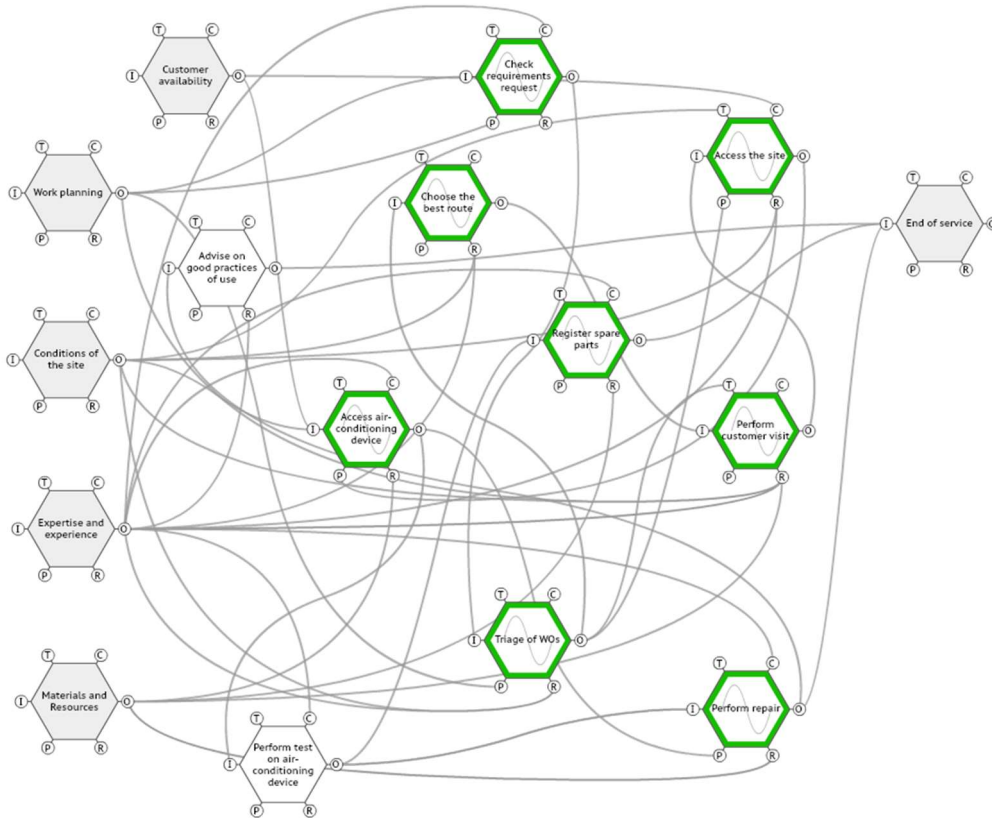 T C
I Customer
availability O
P R
T C
I Check
requirements
request O
P R
T C
I Access the site O
P R
T C
I Work planning O
P R
T C
I Choose the
best route O
P R
T C
I End of service O
P R
T C
I Advise on
good practices
of use O
P R
T C
I Conditions of
the site O
P R
T C
I Register spare
parts O
P R
T C
I Access air-
conditioning
device O
P R
T C
I Perform
customer visit O
P R
T C
I Expertise and
experience O
P R
T C
I Triage of WOs O
P R
T C
I Materials and
Resources O
P R
T C
I Perform test
on air-
conditioning
device O
P R
T C
I Perform repair O
P R